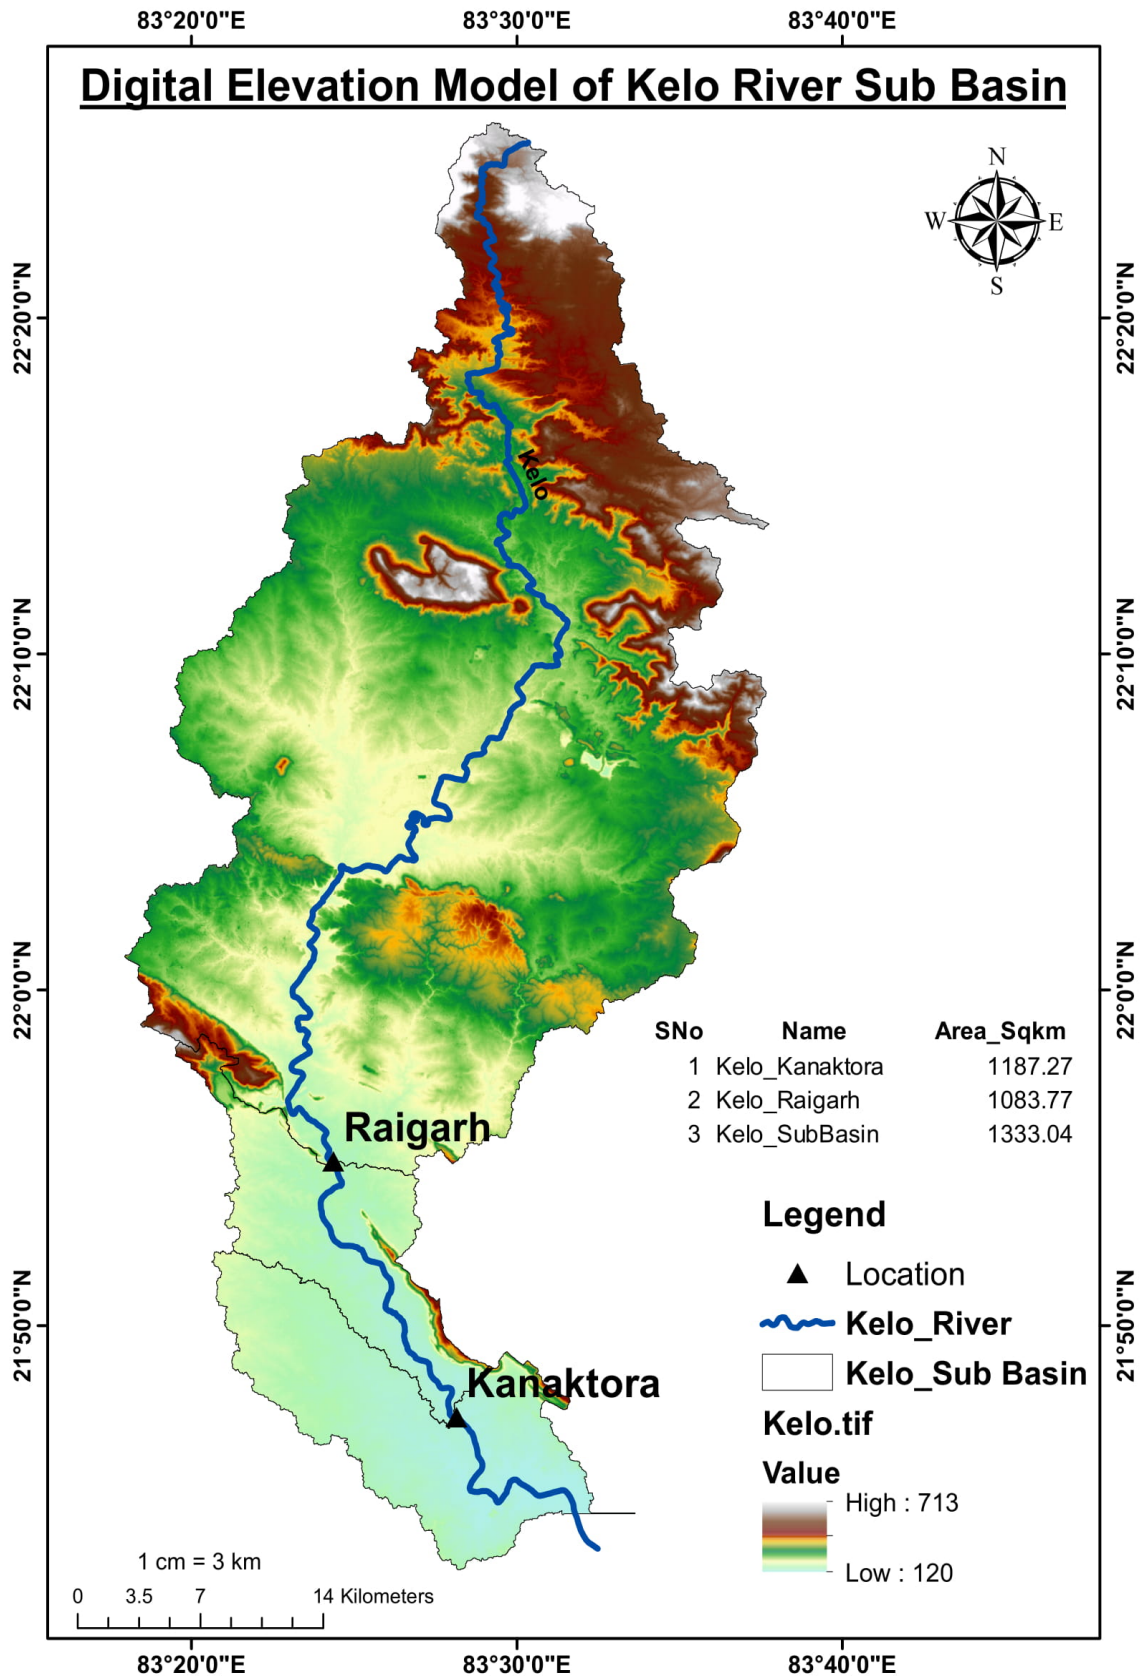 83°20'0"E 83°30'0"E 83°40'0"E
Digital Elevation Model of Kelo River Sub Basin
N
W E
S
22°20'0"N 22°20'0"N
Kelo
22°10'0"N 22°10'0"N
22°0'0"N 22°0'0"N
SNo Name Area_Sqkm
1 Kelo_Kanaktora 1187.27
2 Kelo_Raigarh 1083.77
3 Kelo_SubBasin 1333.04
Raigarh
Legend
Location
21°50'0"N 21°50'0"N
Kelo_River
Kelo_Sub Basin
Kanaktora
Kelo.tif
Value
High : 713
Low : 120
1 cm = 3 km
0 3.5 7 14 Kilometers
83°20'0"E 83°30'0"E 83°40'0"E